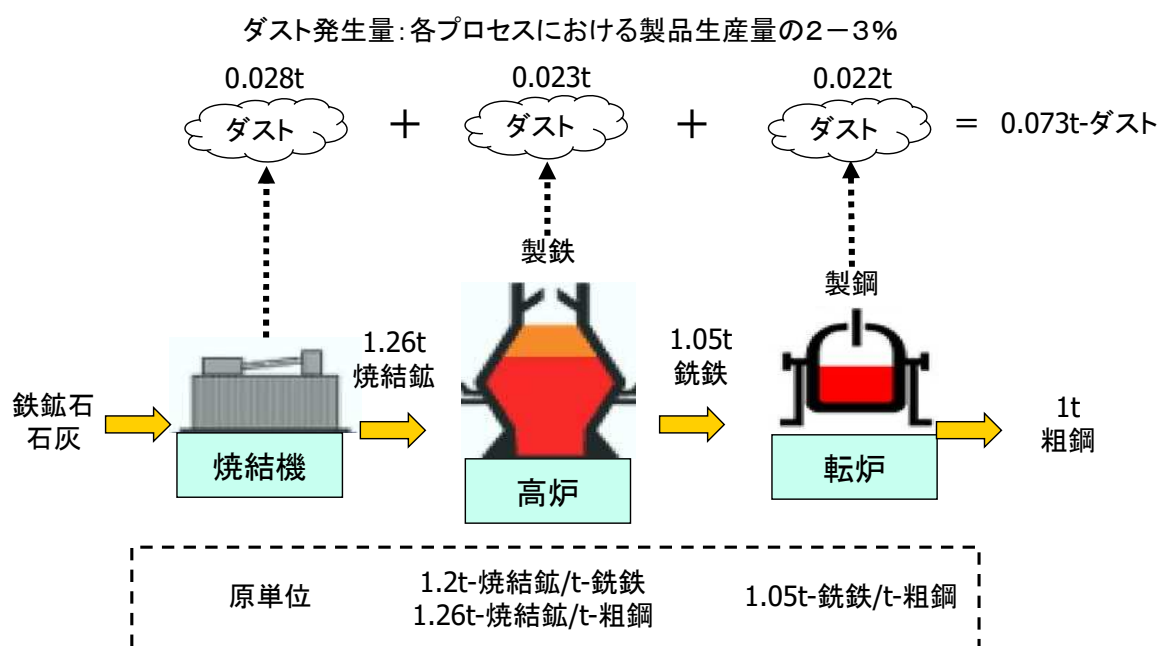 ダスト発生量:各プロセスにおける製品生産量の2-3%
0.028t
0.023t
0.022t
ダスト
+
ダスト
+
ダスト
= 0.073t-ダスト
製鉄
製鋼
1.26t
焼結鉱
1.05t
銑鉄
鉄鉱石
石灰
1t
粗鋼
焼結機
高炉
転炉
原単位
1.2t-焼結鉱/t-銑鉄
1.26t-焼結鉱/t-粗鋼
1.05t-銑鉄/t-粗鋼